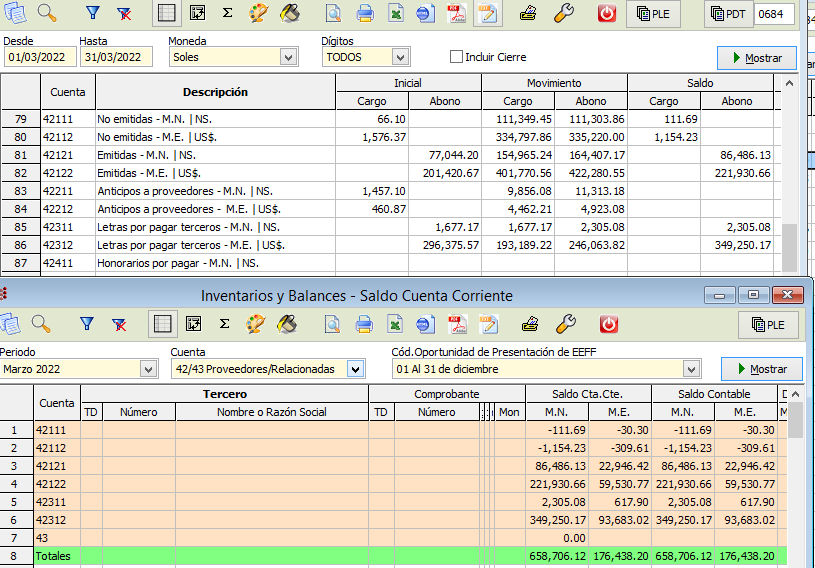 PLE PDT 0684
Desde Hasta Moneda Dígitos
01/03/2022 31/03/2022 Soles TODOS Incluir Cierre Mostrar
Cuenta Descripción Inicial Movimiento Saldo
Cargo Abono Cargo Abono Cargo Abono
79 42111 No emitidas - M.N. | NS. 66.10 111,349.45 111,303.86 111.69
80 42112 No emitidas - M.E. | US$. 1,576.37 334,797.86 335,220.00 1,154.23
81 42121 Emitidas - M.N. | NS. 77,044.20 154,965.24 164,407.17 86,486.13
82 42122 Emitidas - M.E. | US$. 201,420.67 401,770.56 422,280.55 221,930.66
83 42211 Anticipos a proveedores - M.N. | NS. 1,457.10 9,856.08 11,313.18
84 42212 Anticipos a proveedores - M.E. | US$. 460.87 4,462.21 4,923.08
85 42311 Letras por pagar terceros - M.N. | NS. 1,677.17 1,677.17 2,305.08 2,305.08
86 42312 Letras por pagar terceros - M.E. | US$. 296,375.57 193,189.22 246,063.82 349,250.17
87 42411 Honorarios por pagar - M.N. | NS.
Inventarios y Balances - Saldo Cuenta Corriente
PLE
Periodo Cuenta Cód.Oportunidad de Presentación de EEFF
Marzo 2022 42/43 Proveedores/Relacionadas 01 Al 31 de diciembre Mostrar
Cuenta Tercero Comprobante Saldo Cta.Cte. Saldo Contable D
TD Número Nombre o Razón Social TD Número Mon M.N. M.E. M.N. M.E. M
1 42111 -111.69 -30.30 -111.69 -30.30
2 42112 -1,154.23 -309.61 -1,154.23 -309.61
3 42121 86,486.13 22,946.42 86,486.13 22,946.42
4 42122 221,930.66 59,530.77 221,930.66 59,530.77
5 42311 2,305.08 617.90 2,305.08 617.90
6 42312 349,250.17 93,683.02 349,250.17 93,683.02
7 43 0.00
8 Totales 658,706.12 176,438.20 658,706.12 176,438.20